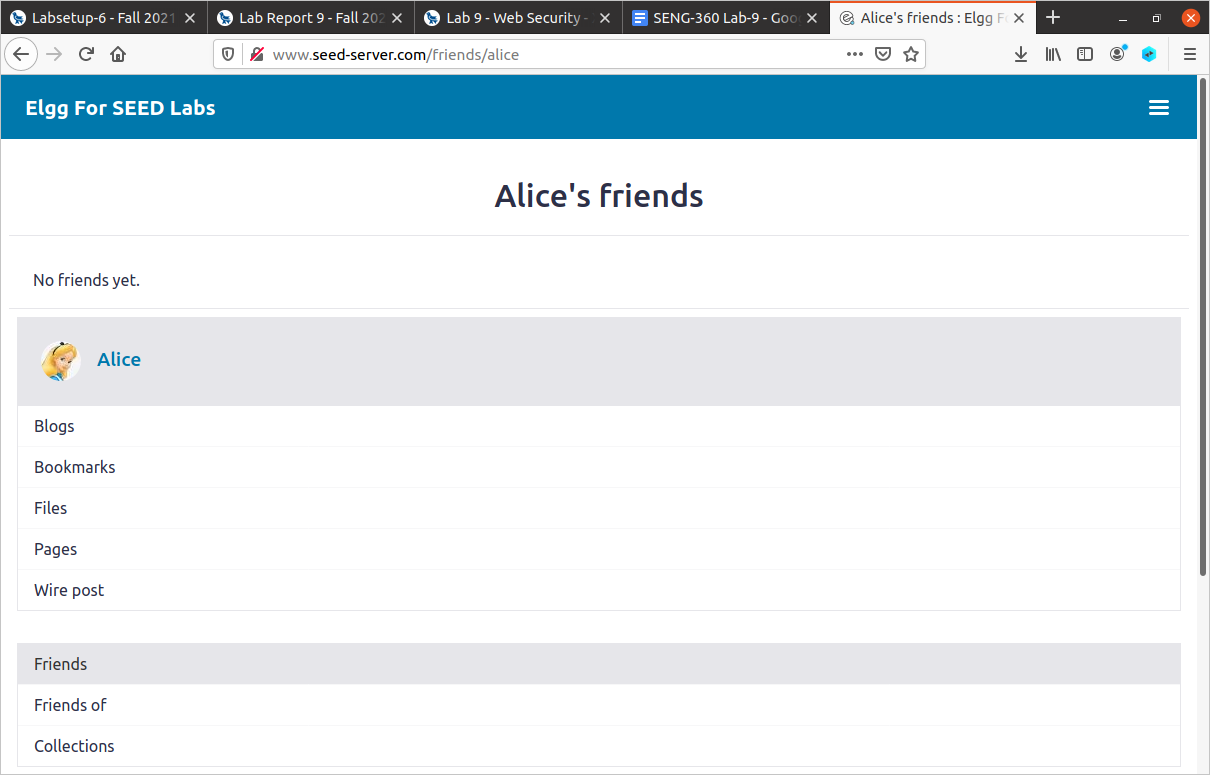 Labsetup-6 - Fall 2021
Lab Report 9 - Fall 202
Lab 9 - Web Security -
SENG-360 Lab-9 - Goo
Alice's friends : Elgg Fo
www.seed-server.com/friends/alice
Elgg For SEED Labs
Alice's friends
No friends yet.
Alice
Blogs
Bookmarks
Files
Pages
Wire post
Friends
Friends of
Collections